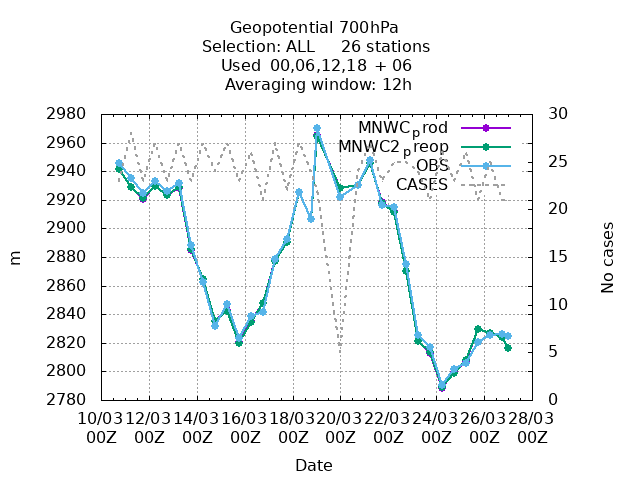 Geopotential 700hPa
Selection: ALL 26 stations
Used 00,06,12,18 + 06
Averaging window: 12h
2980 30
MNWCprod
2960
MNWC2preop
2940 25
OBS
CASES
2920 20
2900
2880 15
m
No cases
2860
2840 10
2820 5
2800
2780 0
10/03 12/03 14/03 16/03 18/03 20/03 22/03 24/03 26/03 28/03
00Z 00Z 00Z 00Z 00Z 00Z 00Z 00Z 00Z 00Z
Date